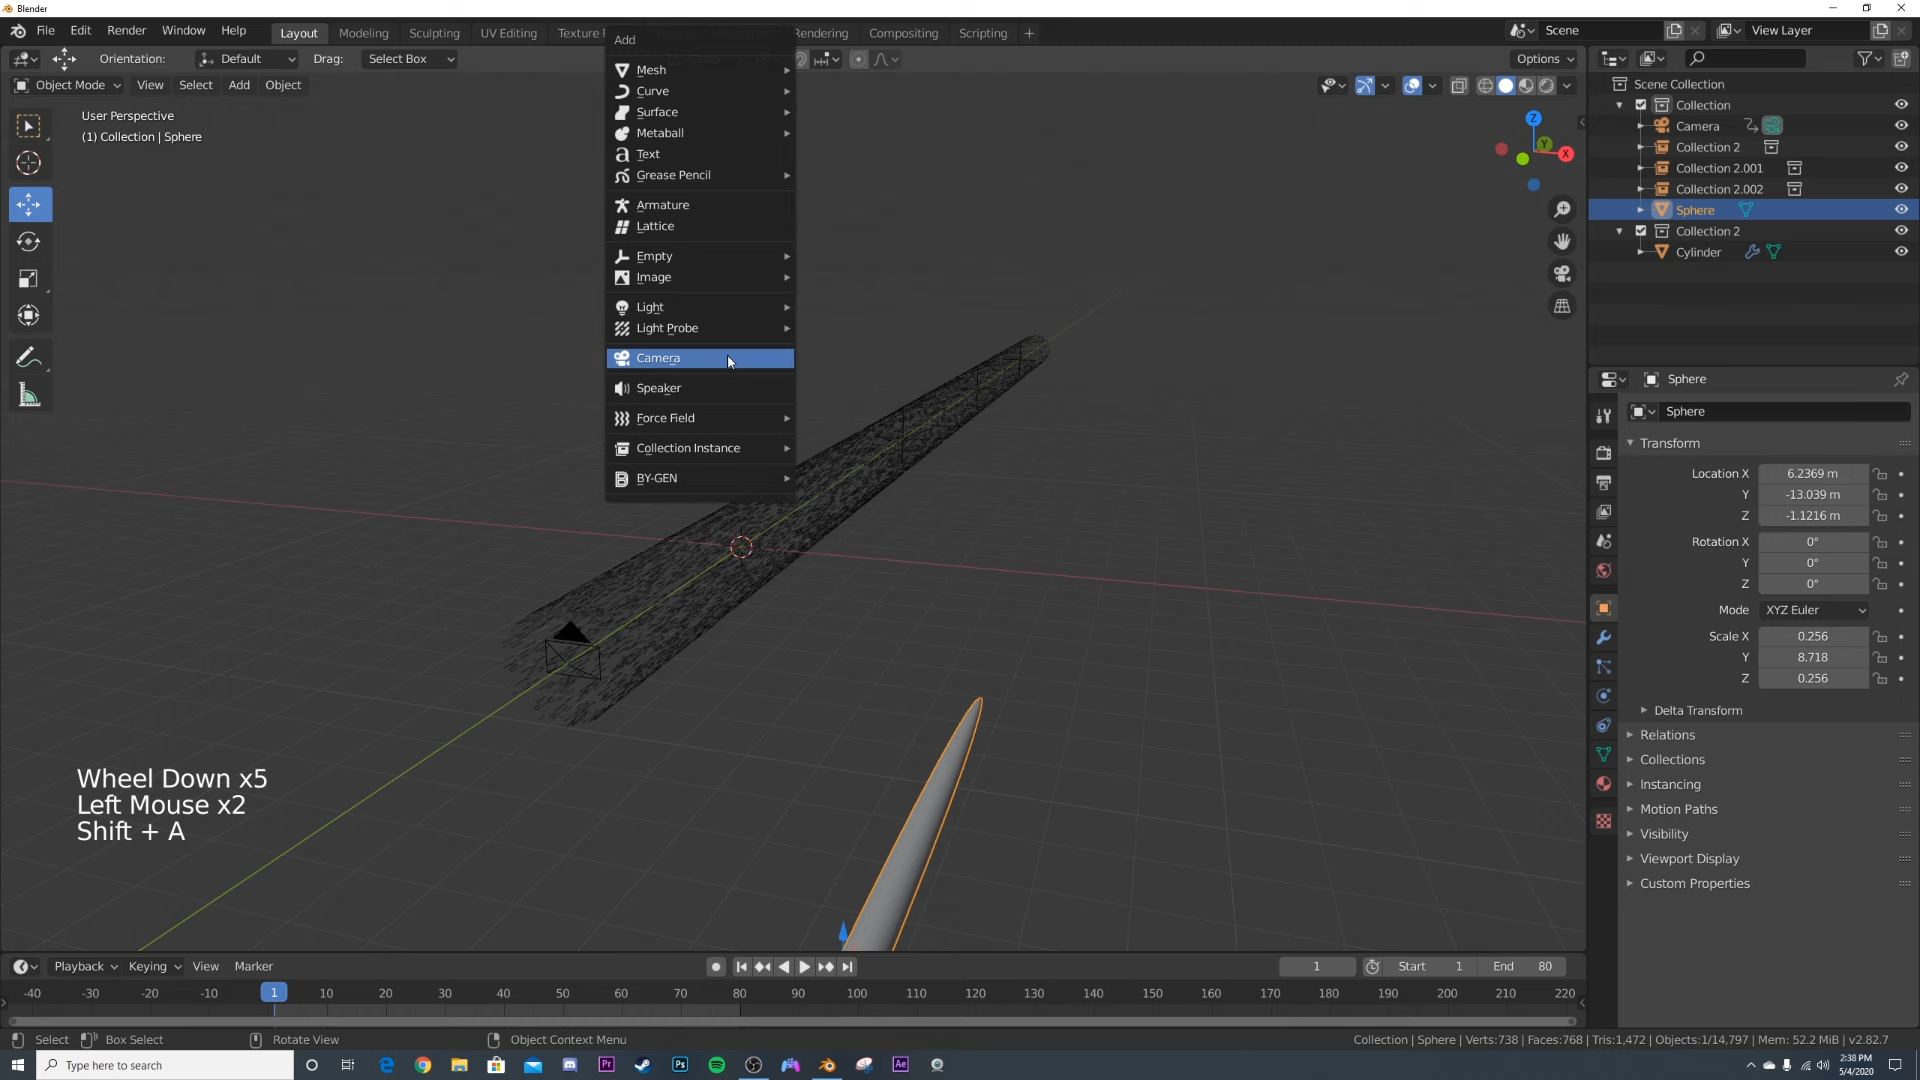 Blender
File Edit Render Window Help Layout Modeling Sculpting UV Editing Texture P Rendering Compositing Scripting + Scene View Layer
Orientation: Default Drag: Select Box Options
Object Mode View Select Add Object
User Perspective
(1) Collection | Sphere
Add
Mesh
Curve
Surface
Metaball
Text
Grease Pencil
Armature
Lattice
Empty
Image
Light
Light Probe
Camera
Speaker
Force Field
Collection Instance
BY-GEN
Z
Y
X
Scene Collection
Collection
Camera
Collection 2
Collection 2.001
Collection 2.002
Sphere
Collection 2
Cylinder
Sphere
Sphere
Transform
Location X 6.2369 m
Y -13.039 m
Z -1.1216 m
Rotation X 0°
Y 0°
Z 0°
Mode XYZ Euler
Scale X 0.256
Y 8.718
Z 0.256
Delta Transform
Relations
Collections
Instancing
Motion Paths
Visibility
Viewport Display
Custom Properties
Wheel Down x5
Left Mouse x2
Shift + A
Playback Keying View Marker 1 Start 1 End 80
-40 -30 -20 -10 1 10 20 30 40 50 60 70 80 90 100 110 120 130 140 150 160 170 180 190 200 210 220
Select Box Select Rotate View Object Context Menu Collection | Sphere | Verts:738 | Faces:768 | Tris:1,472 | Objects:1/14,797 | Mem: 52.2 MiB | v2.82.7
Type here to search
2:38 PM
5/4/2020